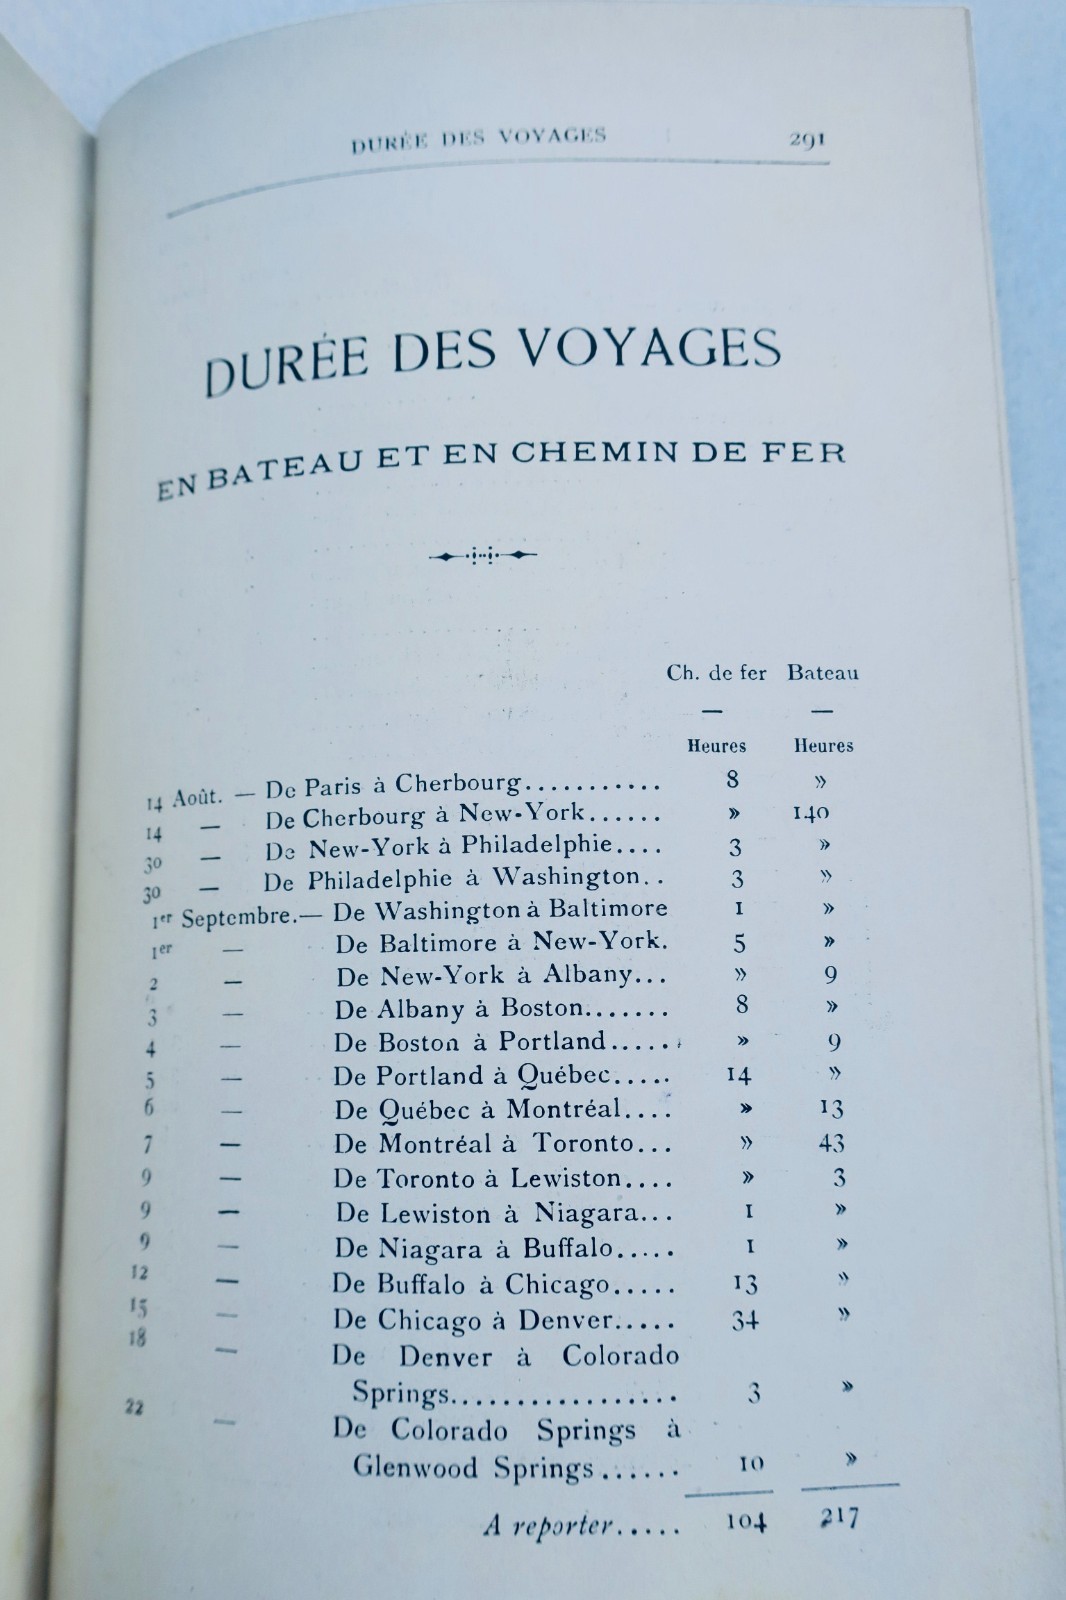 DURÉE DES VOYAGES 291
DURÉE DES VOYAGES
EN BATEAU ET EN CHEMIN DE FER
Ch. de fer Bateau
— —
Heures Heures
14 Août. — De Paris à Cherbourg........... 8 »
14 — De Cherbourg à New-York...... » 140
30 — De New-York à Philadelphie.... 3 »
30 — De Philadelphie à Washington.. 3 »
1er Septembre.— De Washington à Baltimore 1 »
1er — De Baltimore à New-York. 5 »
2 — De New-York à Albany... » 9
3 — De Albany à Boston....... 8 »
4 — De Boston à Portland...... » 9
5 — De Portland à Québec..... 14 »
6 — De Québec à Montréal.... » 13
7 — De Montréal à Toronto... » 43
9 — De Toronto à Lewiston.... » 3
9 — De Lewiston à Niagara... 1 »
9 — De Niagara à Buffalo..... 1 »
12 — De Buffalo à Chicago..... 13 »
15 — De Chicago à Denver..... 34 »
18 — De Denver à Colorado
Springs................. 3 »
22 — De Colorado Springs à
Glenwood Springs...... 10 »
A reporter..... 104 217